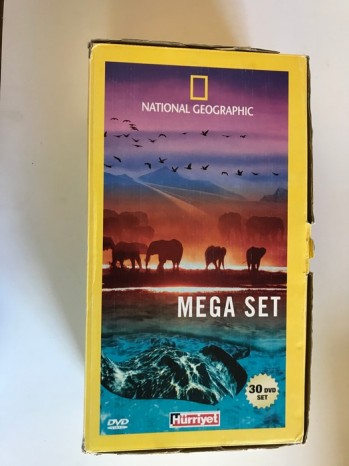 NATIONAL GEOGRAPHIC
MEGA SET
30 DVD
SET
DVD
Hürriyet